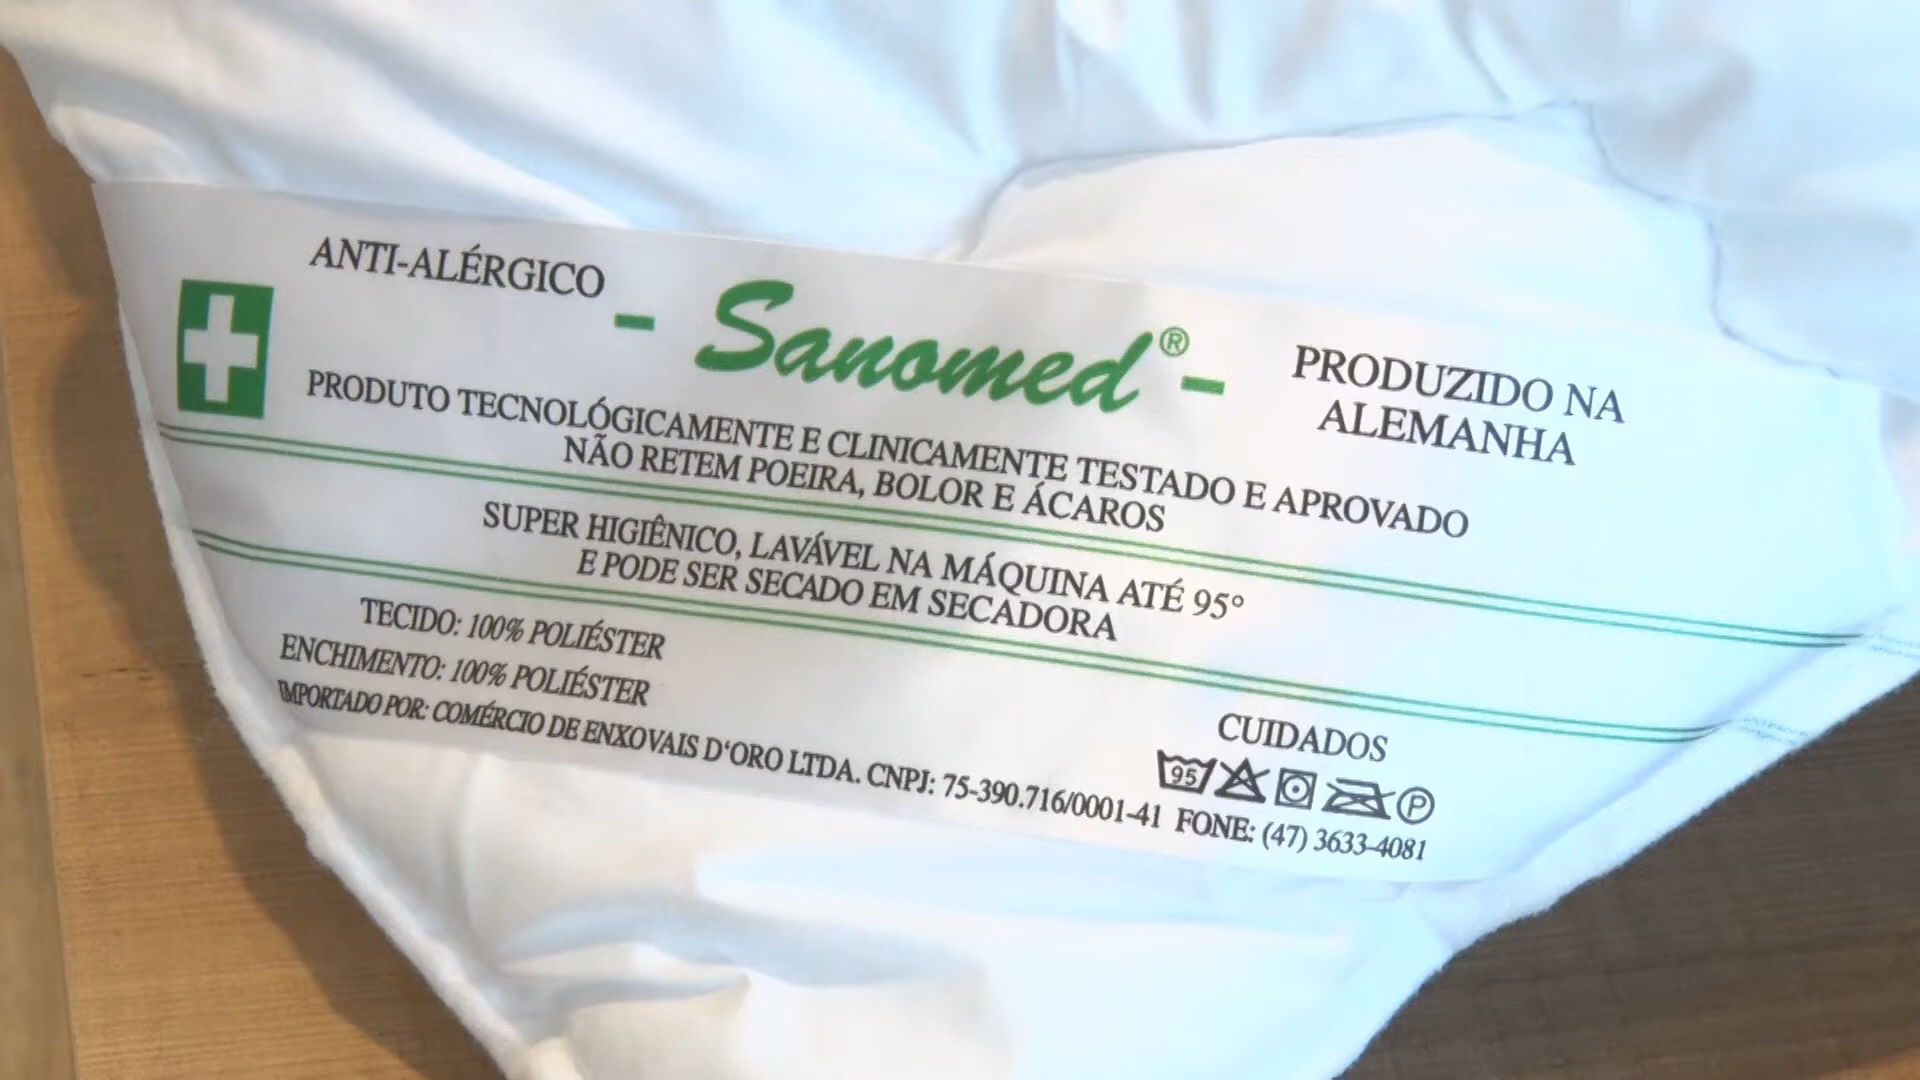 ANTI-ALÉRGICO
- Sanomed® -
PRODUZIDO NA
ALEMANHA
PRODUTO TECNOLÓGICAMENTE E CLINICAMENTE TESTADO E APROVADO
NÃO RETEM POEIRA, BOLOR E ÁCAROS
SUPER HIGIÊNICO, LAVÁVEL NA MÁQUINA ATÉ 95°
E PODE SER SECADO EM SECADORA
TECIDO: 100% POLIÉSTER
ENCHIMENTO: 100% POLIÉSTER
IMPORTADO POR: COMÉRCIO DE ENXOVAIS D'ORO LTDA. CNPJ: 75-390.716/0001-41 FONE: (47) 3633-4081
CUIDADOS
95 P